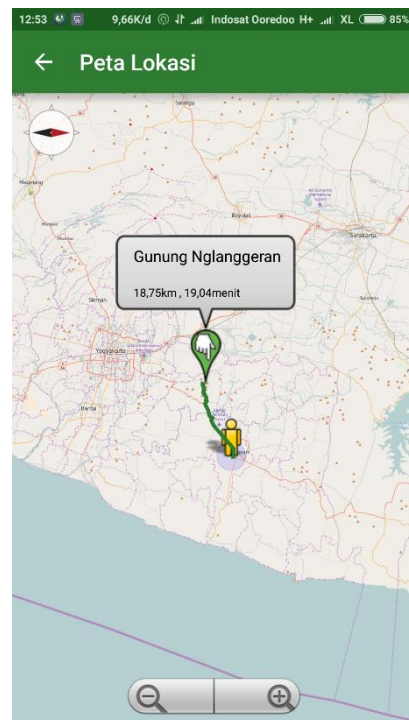 12:53 9,66K/d Indosat Ooredoo H+ XL 85%
Peta Lokasi
Salatiga
Magelang
Boyolali
Surakarta
Gunung Nglanggeran
18,75km , 19,04menit
Sleman
Yogyakarta
Bantul